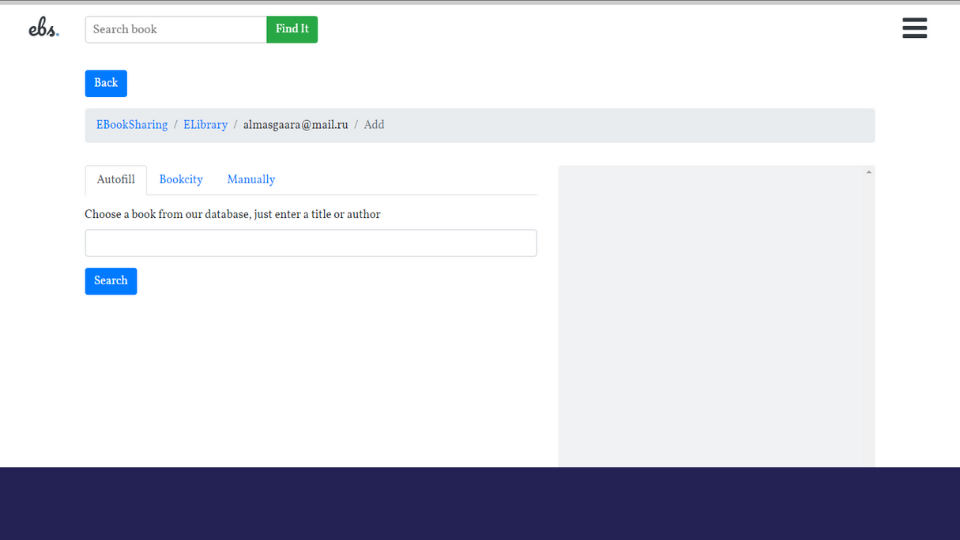 ebs. Search book Find It
Back
EBookSharing / ELibrary / almasgaara@mail.ru / Add
Autofill Bookcity Manually
Choose a book from our database, just enter a title or author
Search